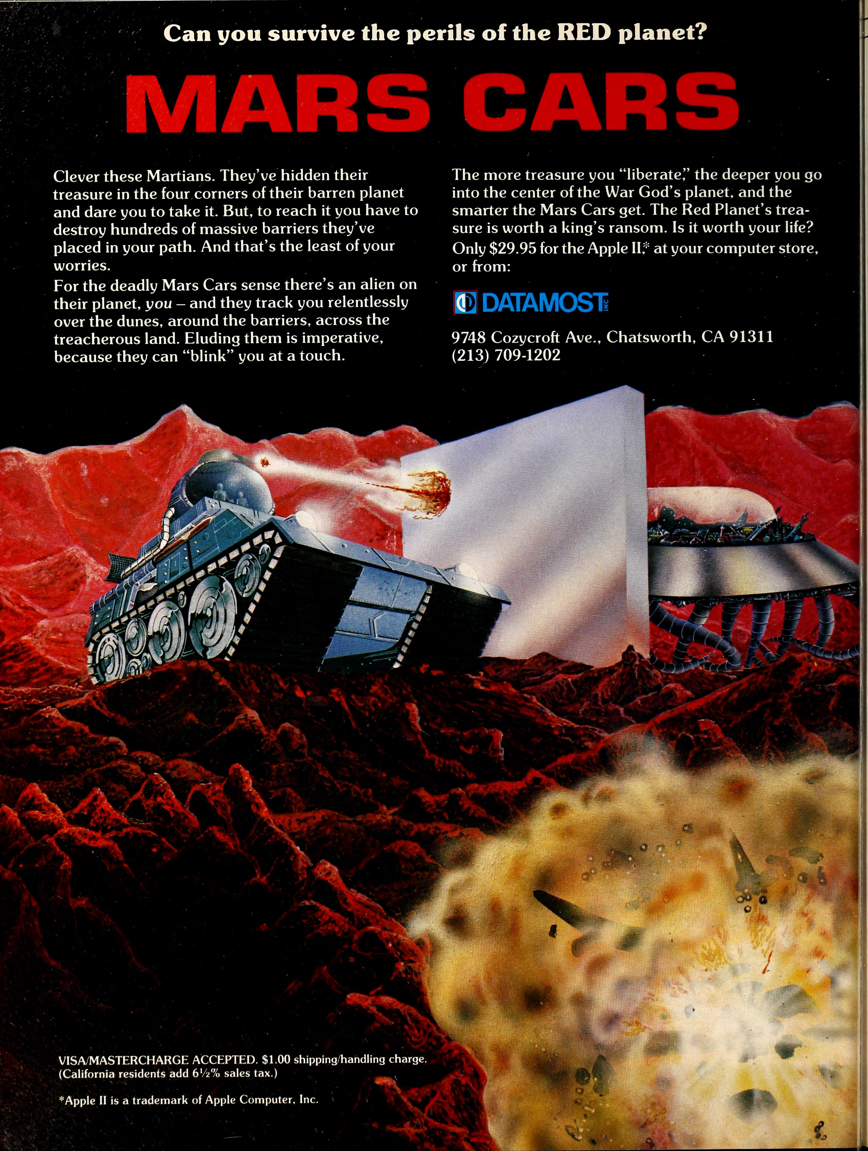 Can you survive the perils of the RED planet?
MARS CARS
Clever these Martians. They've hidden their
treasure in the four corners of their barren planet
and dare you to take it. But, to reach it you have to
destroy hundreds of massive barriers they've
placed in your path. And that's the least of your
worries.
For the deadly Mars Cars sense there's an alien on
their planet, you – and they track you relentlessly
over the dunes, around the barriers, across the
treacherous land. Eluding them is imperative,
because they can "blink" you at a touch.
The more treasure you "liberate," the deeper you go
into the center of the War God's planet, and the
smarter the Mars Cars get. The Red Planet's trea-
sure is worth a king's ransom. Is it worth your life?
Only $29.95 for the Apple II,* at your computer store,
or from:
DATAMOST INC
9748 Cozycroft Ave., Chatsworth, CA 91311
(213) 709-1202
VISA/MASTERCHARGE ACCEPTED. $1.00 shipping/handling charge.
(California residents add 6½% sales tax.)
*Apple II is a trademark of Apple Computer, Inc.